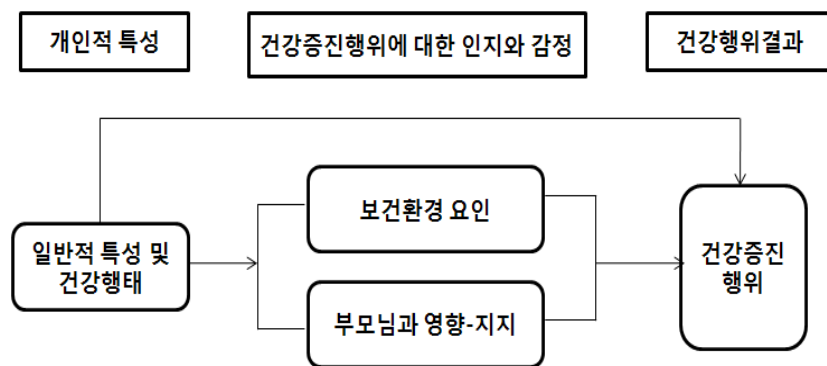 개인적 특성
건강증진행위에 대한 인지와 감정
건강행위결과
보건환경 요인
일반적 특성 및
건강행태
부모님과 영향-지지
건강증진
행위